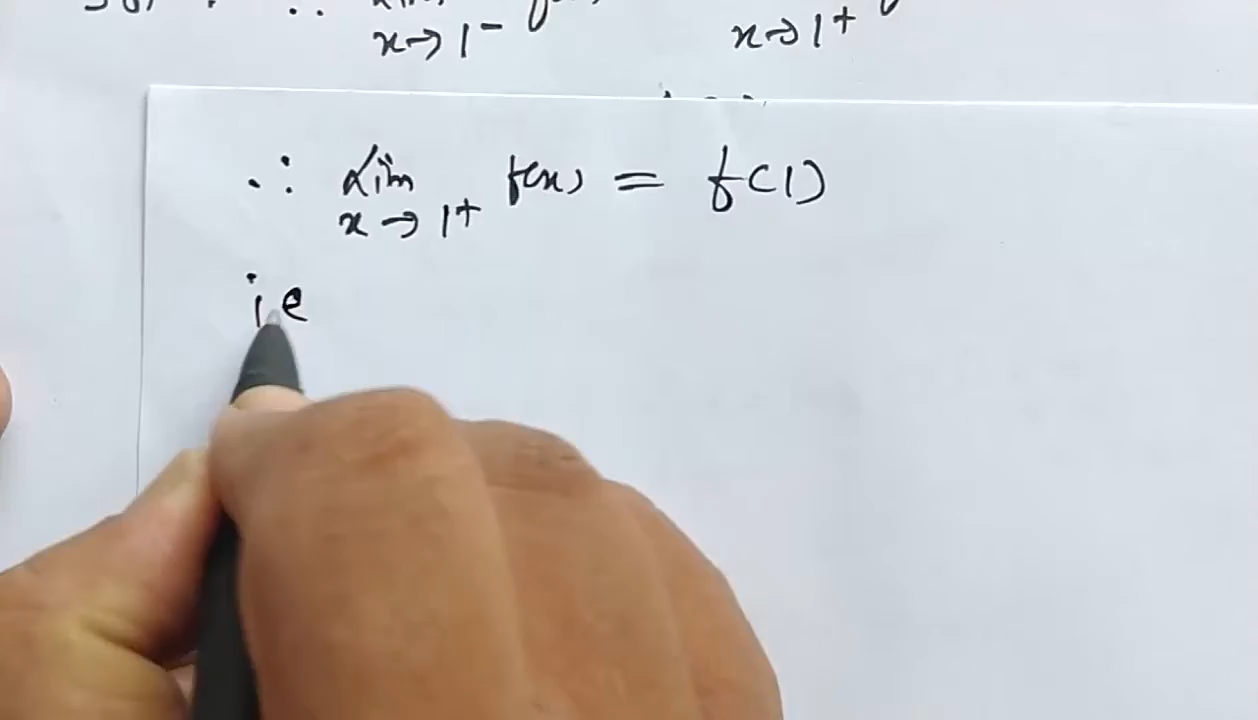 x→1⁻ x→1⁺
∴ Lim f(x) = f(1)
x→1⁺
ie